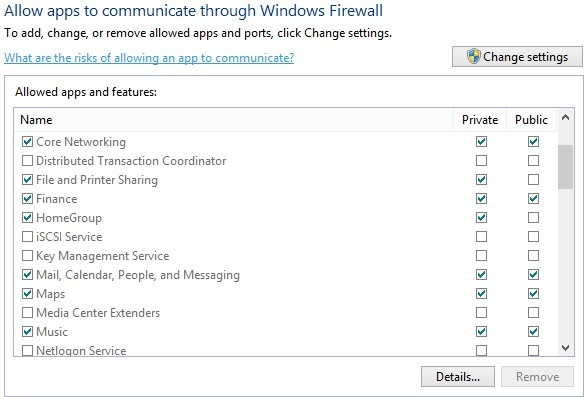 Allow apps to communicate through Windows Firewall
To add, change, or remove allowed apps and ports, click Change settings.
What are the risks of allowing an app to communicate?
Change settings
Allowed apps and features:
Name Private Public
Core Networking
Distributed Transaction Coordinator
File and Printer Sharing
Finance
HomeGroup
iSCSI Service
Key Management Service
Mail, Calendar, People, and Messaging
Maps
Media Center Extenders
Music
Netlogon Service
Details... Remove